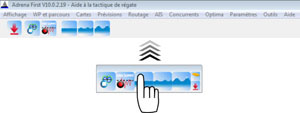 Adrena First V10.0.2.19 - Aide à la tactique de régate
Affichage WP et parcours Cartes Prévisions Routage AIS Concurrents Optima Paramètres Outils Aide